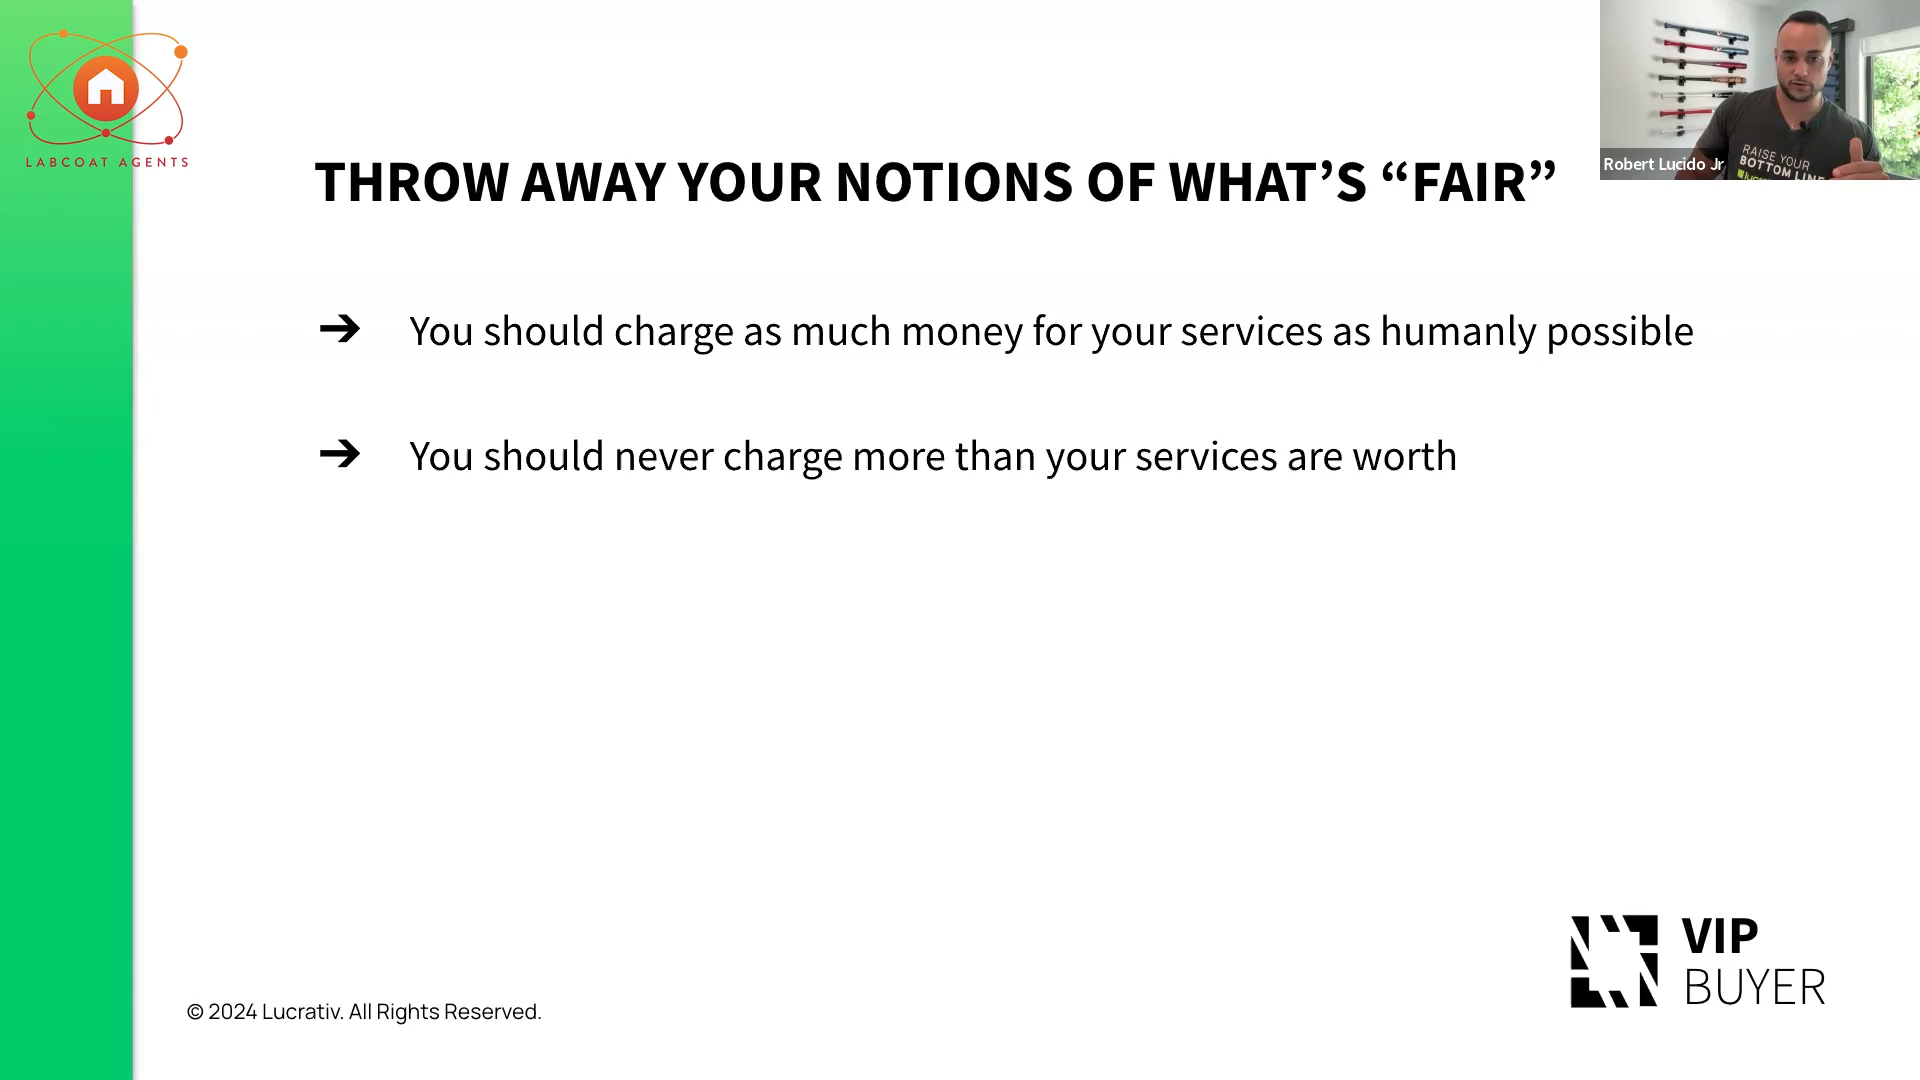 LABCOAT AGENTS
THROW AWAY YOUR NOTIONS OF WHAT’S “FAIR”
Robert Lucido Jr
RAISE YOUR
BOTTOM LINE
➔ You should charge as much money for your services as humanly possible
➔ You should never charge more than your services are worth
VIP
BUYER
© 2024 Lucrativ. All Rights Reserved.